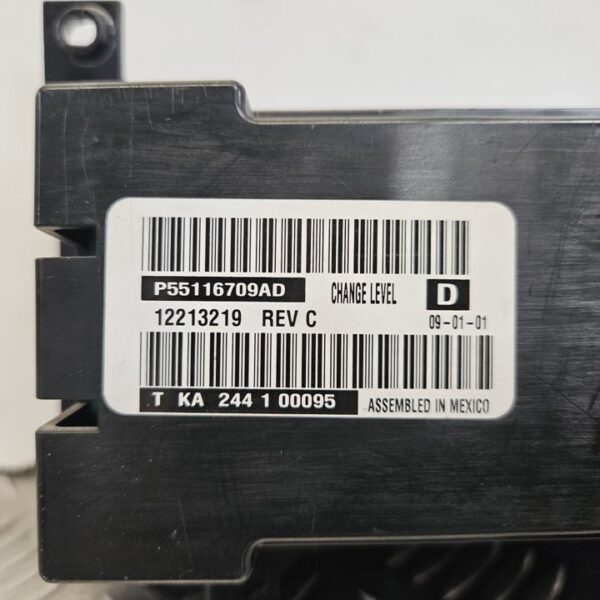 P55116709AD CHANGE LEVEL D
12213219 REV C 09-01-01
T KA 244 1 00095 ASSEMBLED IN MEXICO